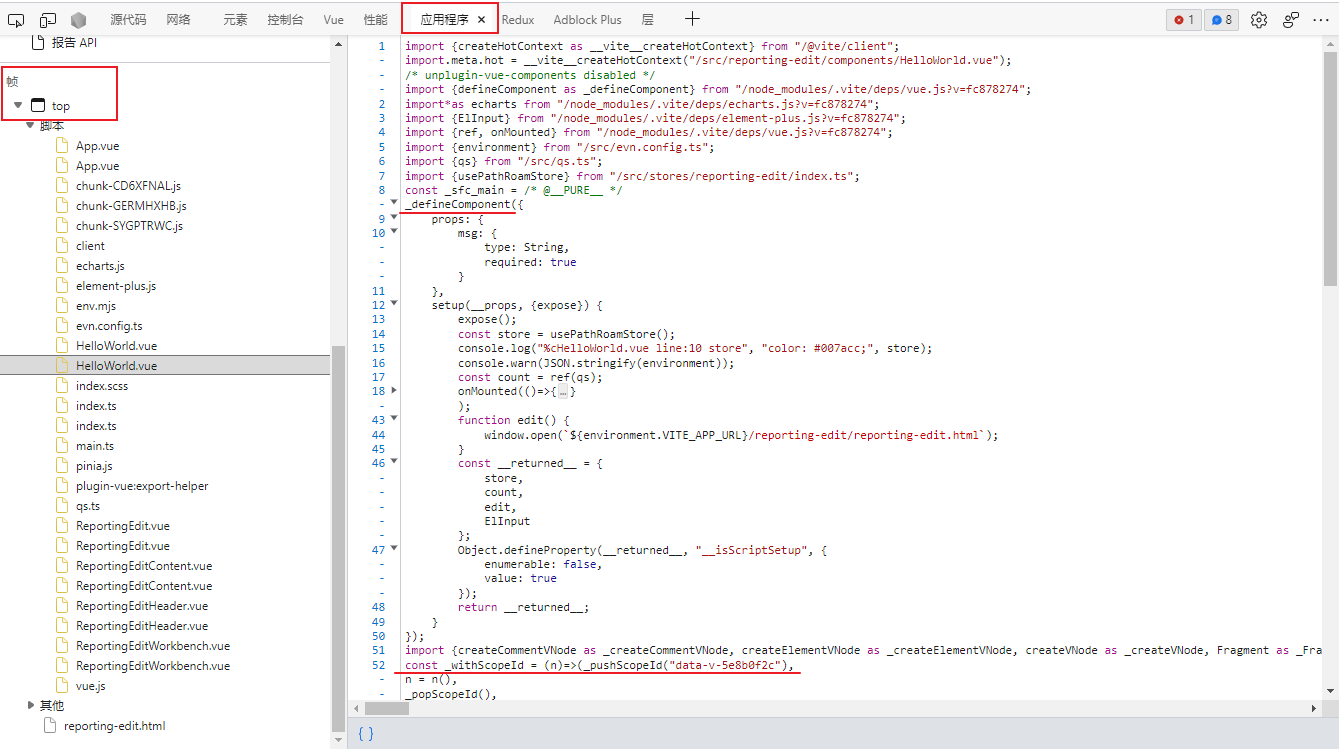 源代码 网络 元素 控制台 Vue 性能 应用程序 × Redux Adblock Plus 层 1 8
报告 API
帧
top
脚本
App.vue
App.vue
chunk-CD6XFNAL.js
chunk-GERMHXHB.js
chunk-SYGPTRWC.js
client
echarts.js
element-plus.js
env.mjs
evn.config.ts
HelloWorld.vue
HelloWorld.vue
index.scss
index.ts
index.ts
main.ts
pinia.js
plugin-vue:export-helper
qs.ts
ReportingEdit.vue
ReportingEdit.vue
ReportingEditContent.vue
ReportingEditContent.vue
ReportingEditHeader.vue
ReportingEditHeader.vue
ReportingEditWorkbench.vue
ReportingEditWorkbench.vue
vue.js
其他
reporting-edit.html
1 import {createHotContext as __vite__createHotContext} from "/@vite/client";
- import.meta.hot = __vite__createHotContext("/src/reporting-edit/components/HelloWorld.vue");
- /* unplugin-vue-components disabled */
- import {defineComponent as _defineComponent} from "/node_modules/.vite/deps/vue.js?v=fc878274";
2 import*as echarts from "/node_modules/.vite/deps/echarts.js?v=fc878274";
3 import {ElInput} from "/node_modules/.vite/deps/element-plus.js?v=fc878274";
4 import {ref, onMounted} from "/node_modules/.vite/deps/vue.js?v=fc878274";
5 import {environment} from "/src/evn.config.ts";
6 import {qs} from "/src/qs.ts";
7 import {usePathRoamStore} from "/src/stores/reporting-edit/index.ts";
8 const _sfc_main = /* @__PURE__ */
- _defineComponent({
9 props: {
10 msg: {
- type: String,
- required: true
- }
11 },
12 setup(__props, {expose}) {
13 expose();
14 const store = usePathRoamStore();
15 console.log("%cHelloWorld.vue line:10 store", "color: #007acc;", store);
16 console.warn(JSON.stringify(environment));
17 const count = ref(qs);
18 onMounted(()=>{…}
- );
43 function edit() {
44 window.open(`${environment.VITE_APP_URL}/reporting-edit/reporting-edit.html`);
45 }
46 const __returned__ = {
- store,
- count,
- edit,
- ElInput
- };
47 Object.defineProperty(__returned__, "__isScriptSetup", {
- enumerable: false,
- value: true
- });
48 return __returned__;
49 }
50 });
51 import {createCommentVNode as _createCommentVNode, createElementVNode as _createElementVNode, createVNode as _createVNode, Fragment as _Fra
52 const _withScopeId = (n)=>(_pushScopeId("data-v-5e8b0f2c"),
- n = n(),
- _popScopeId(),
{ }